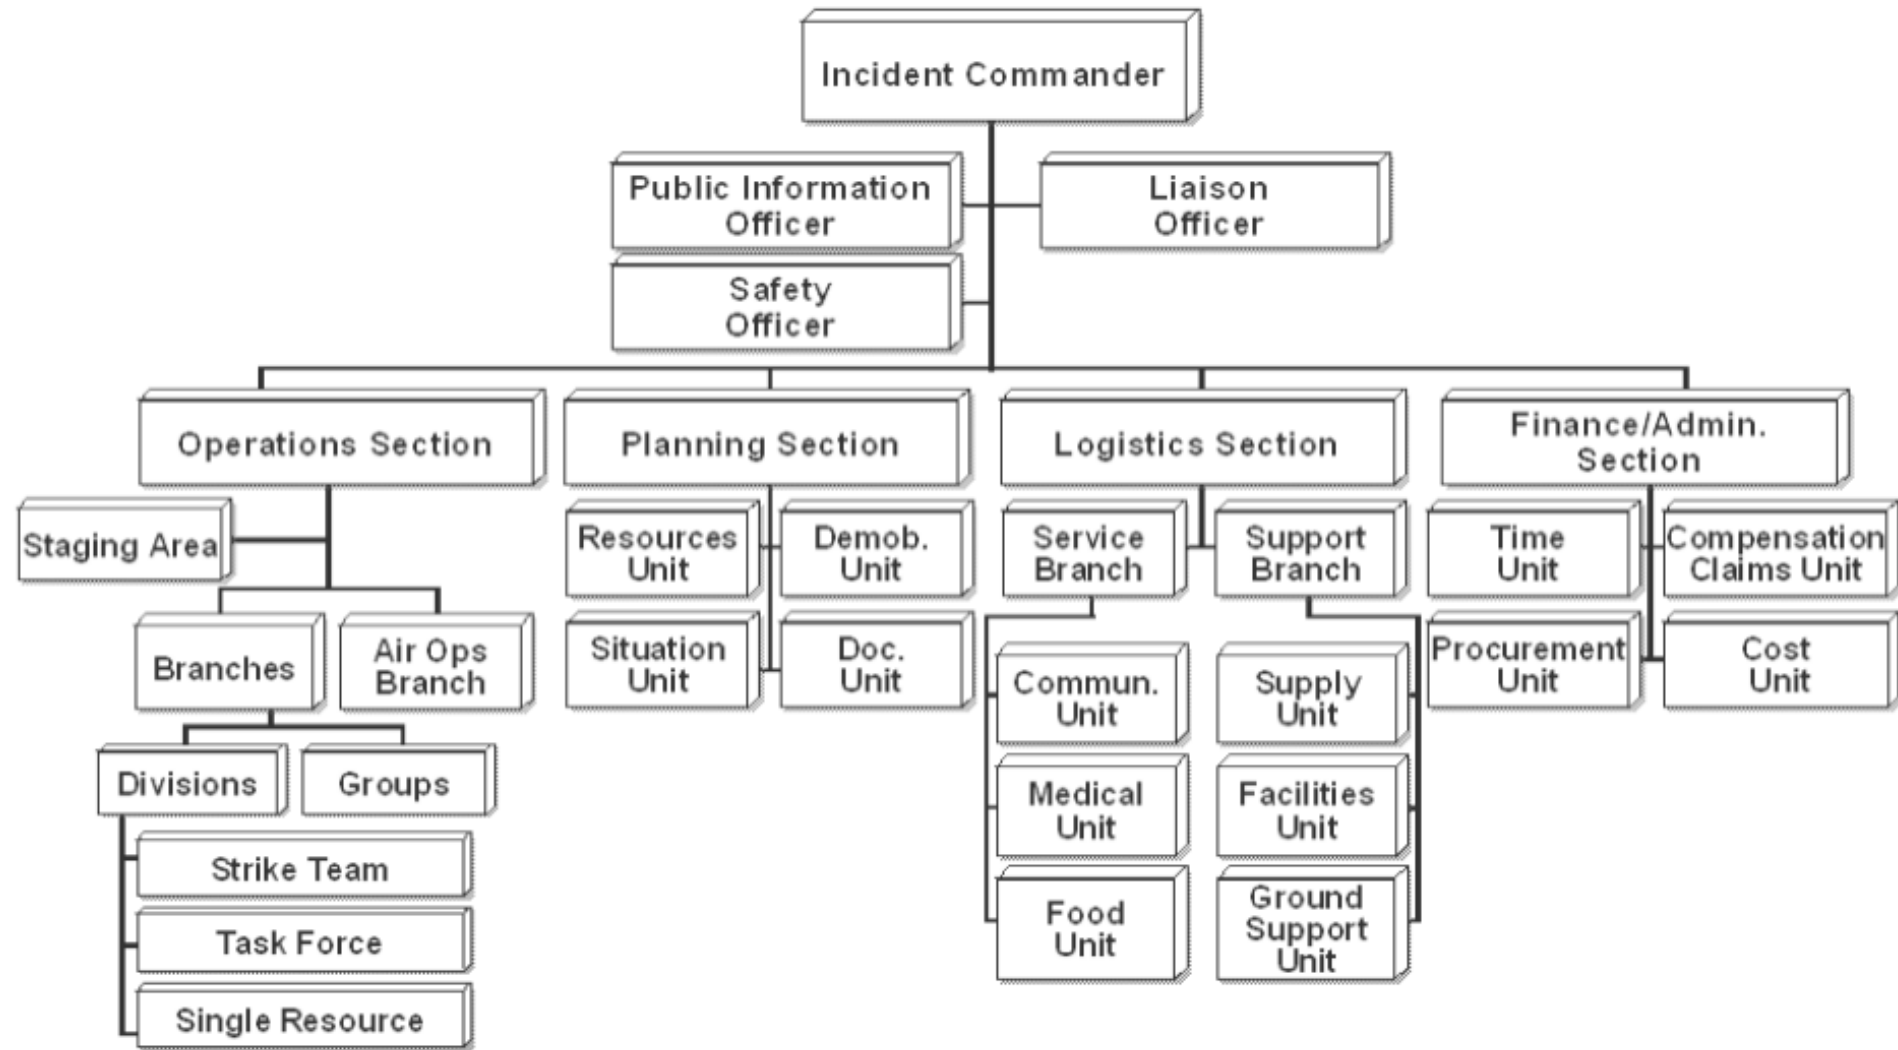 Incident Commander
Public Information
Officer
Liaison
Officer
Safety
Officer
Operations Section
Planning Section
Logistics Section
Finance/Admin.
Section
Staging Area
Branches
Air Ops
Branch
Divisions
Groups
Strike Team
Task Force
Single Resource
Resources
Unit
Demob.
Unit
Situation
Unit
Doc.
Unit
Service
Branch
Support
Branch
Commun.
Unit
Medical
Unit
Food
Unit
Supply
Unit
Facilities
Unit
Ground
Support
Unit
Time
Unit
Compensation
Claims Unit
Procurement
Unit
Cost
Unit